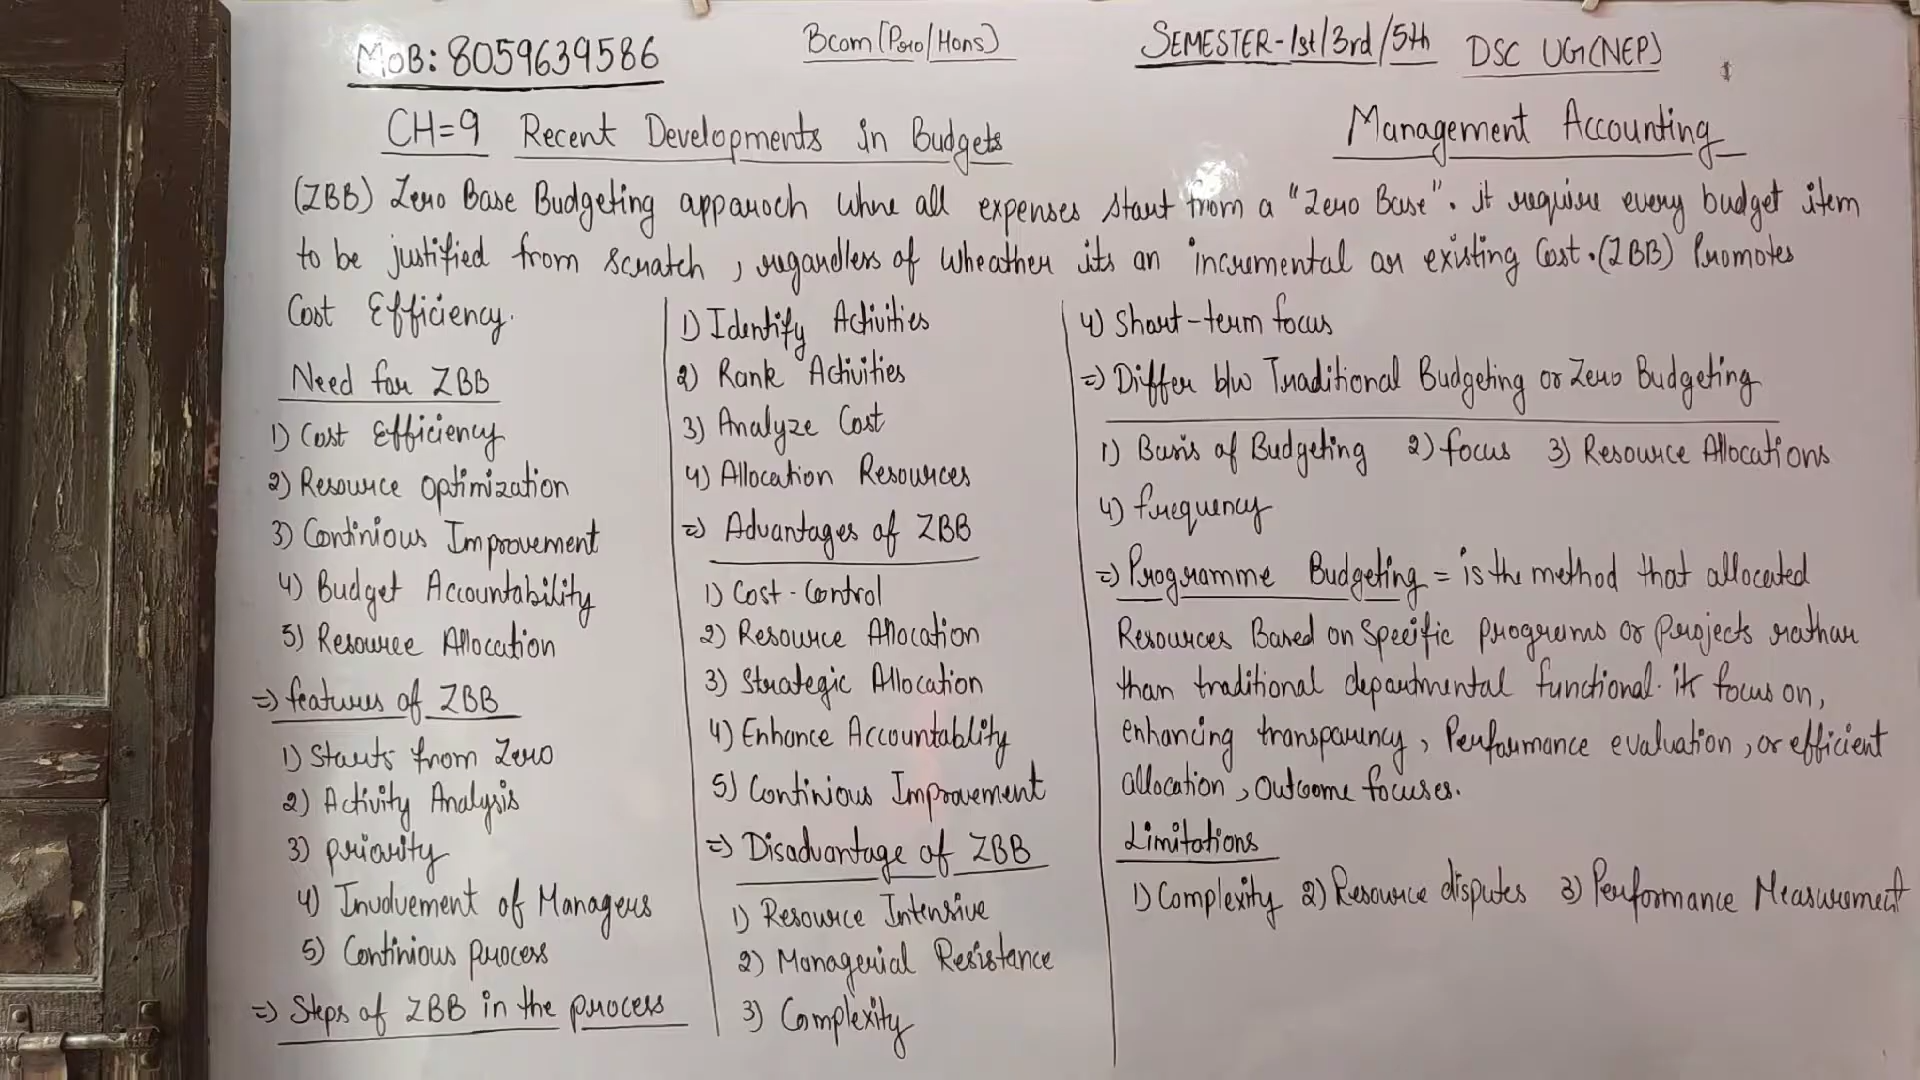 MOB: 8059639586
Bcom (Pro/Hons)
SEMESTER-1st/3rd/5th
DSC UG(NEP)
CH=9 Recent Developments in Budgets
Management Accounting
(ZBB) Zero Base Budgeting apparoch whre all expenses start from a "Zero Base". it require every budget item
to be justified from scratch, regardless of wheather its an incremental or existing Cost. (ZBB) Promotes
Cost Efficiency.
Need for ZBB
1) Cost Efficiency
2) Resource Optimization
3) Continious Improvement
4) Budget Accountability
5) Resource Allocation
=) features of ZBB
1) Starts from Zero
2) Activity Analysis
3) priority
4) Involvement of Managers
5) Continious process
=) Steps of ZBB in the process
1) Identify Activities
2) Rank Activities
3) Analyze Cost
4) Allocation Resources
=) Advantages of ZBB
1) Cost-Control
2) Resource Allocation
3) Strategic Allocation
4) Enhance Accountablity
5) Continious Improvement
=) Disadvantage of ZBB
1) Resource Intensive
2) Managerial Resistance
3) Complexity
4) Short-term focus
=) Differ b/w Traditional Budgeting or Zero Budgeting
1) Basis of Budgeting 2) focus 3) Resource Allocations
4) frequency
=) Programme Budgeting = is the method that allocated
Resources Based on Specific programs or projects rathar
than traditional departmental functional. it focus on,
enhancing transparency, Performance evaluation, or efficient
allocation, Outcome focuses.
Limitations
1) Complexity 2) Resource disputes 3) Performance Measurement